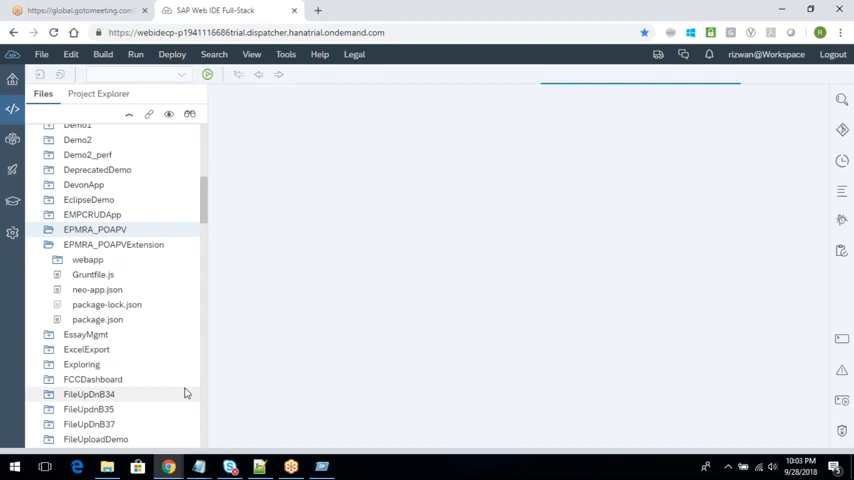 https://global.gotomeeting.com/
SAP Web IDE Full-Stack
https://webidecp-p1941116686trial.dispatcher.hanatrial.ondemand.com
File Edit Build Run Deploy Search View Tools Help Legal
rizwan@Workspace Logout
Files Project Explorer
Demo1
Demo2
Demo2_perf
DeprecatedDemo
DevonApp
EclipseDemo
EMPCRUDApp
EPMRA_POAPV
EPMRA_POAPVExtension
webapp
Gruntfile.js
neo-app.json
package-lock.json
package.json
EssayMgmt
ExcelExport
Exploring
FCCDashboard
FileUpDnB34
FileUpdnB35
FileUpDnB37
FileUploadDemo
10:03 PM
9/28/2018